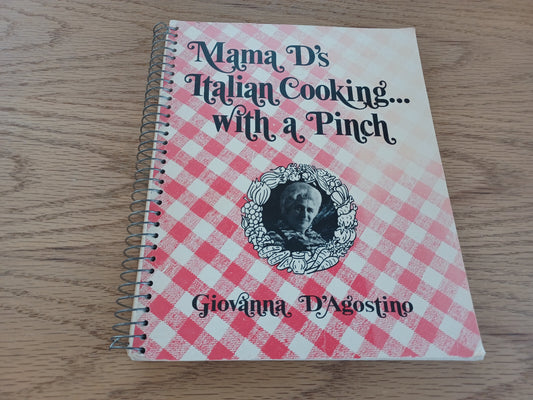 Mama D's
Italian Cooking...
with a Pinch
Giovanna D'Agostino